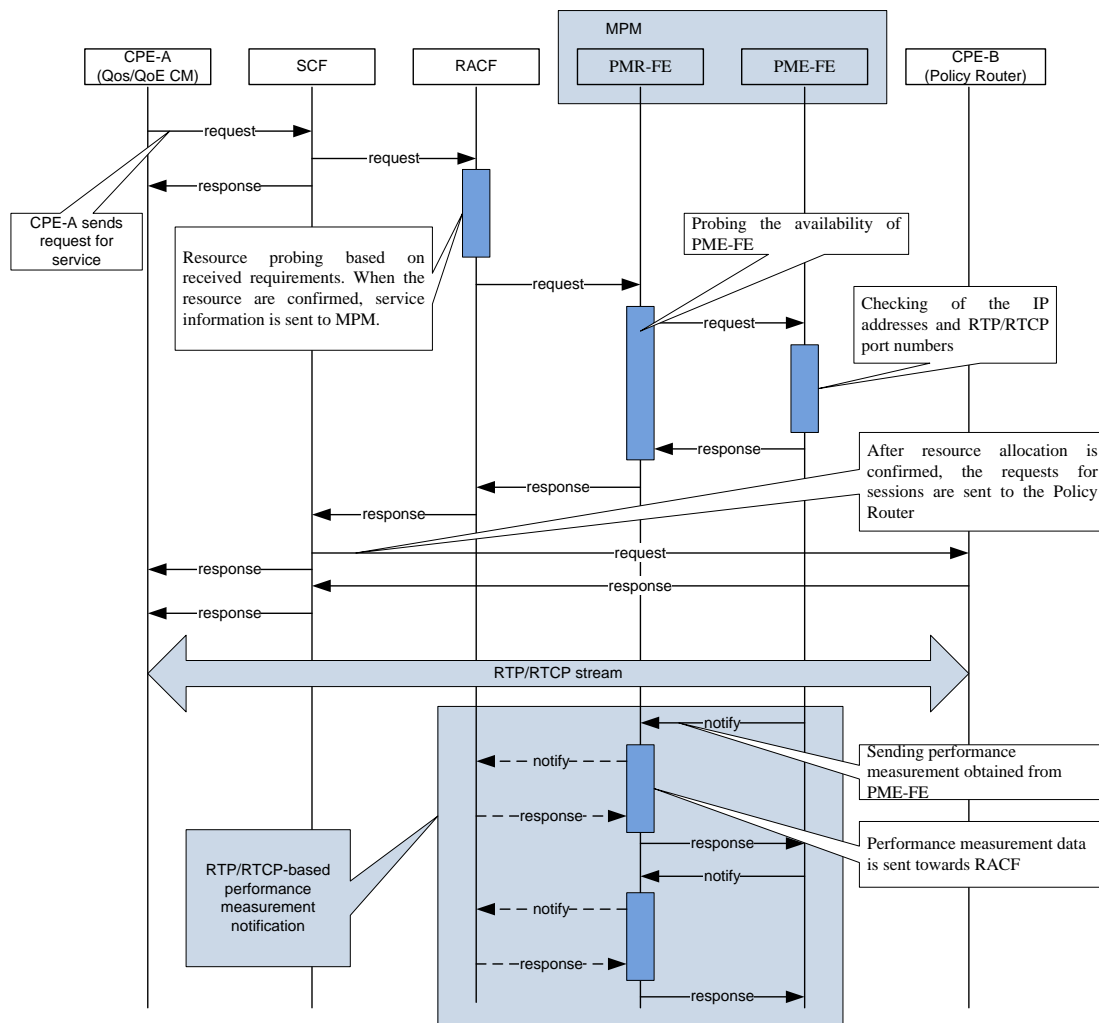 MPM
CPE-A
(Qos/QoE CM)
SCF
RACF
PMR-FE
PME-FE
CPE-B
(Policy Router)
request
request
response
CPE-A sends
request for
service
Resource probing based on
received requirements. When the
resource are confirmed, service
information is sent to MPM.
Probing the availability of
PME-FE
request
request
Checking of the IP
addresses and RTP/RTCP
port numbers
response
response
response
After resource allocation is
confirmed, the requests for
sessions are sent to the Policy
Router
request
response
response
response
RTP/RTCP stream
notify
notify
Sending performance
measurement obtained from
PME-FE
response
response
Performance measurement data
is sent towards RACF
notify
RTP/RTCP-based
performance
measurement
notification
notify
response
response